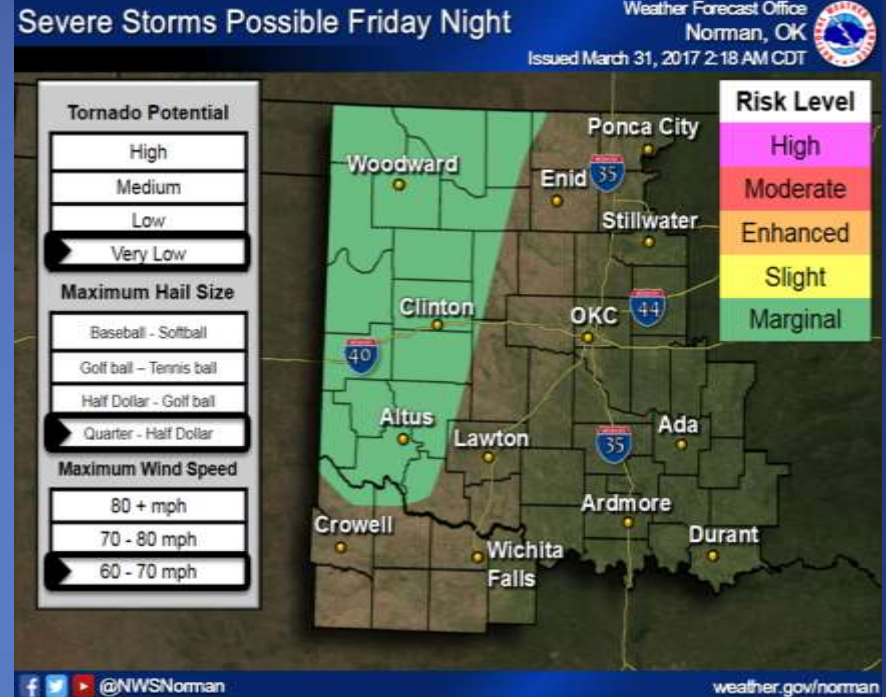 Severe Storms Possible Friday Night
Weather Forecast Office
Norman, OK
Issued March 31, 2017 2:18 AM CDT
Tornado Potential
High
Medium
Low
Very Low
Maximum Hail Size
Baseball - Softball
Golf ball – Tennis ball
Half Dollar - Golf ball
Quarter - Half Dollar
Maximum Wind Speed
80 + mph
70 - 80 mph
60 - 70 mph
Risk Level
High
Moderate
Enhanced
Slight
Marginal
Ponca City
Woodward
Enid
35
Stillwater
Clinton
OKC
44
40
Altus
Lawton
35
Ada
Ardmore
Crowell
Durant
Wichita
Falls
@NWSNorman
weather.gov/norman